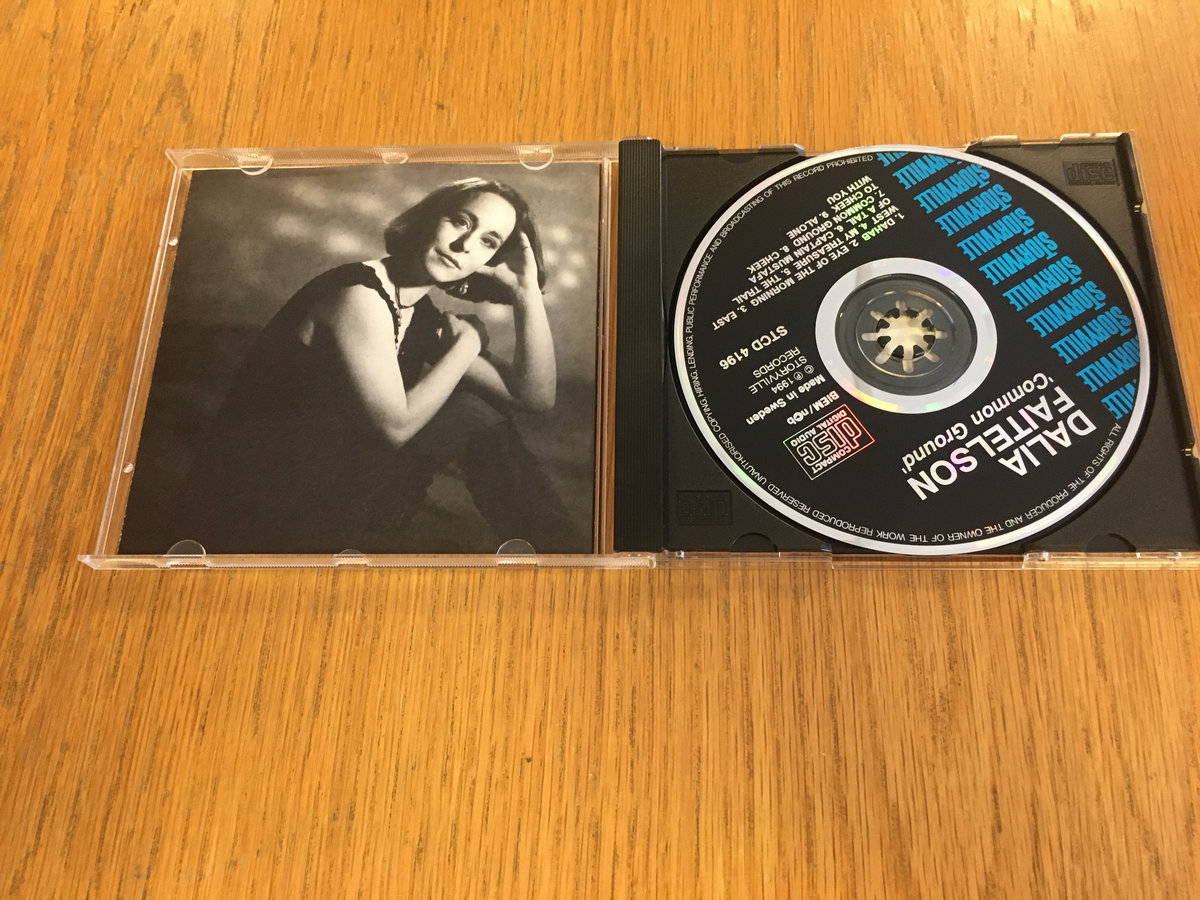 DALIA
FAITELSON
'Common Ground'
STORYVILLE
STORYVILLE
STORYVILLE
STORYVILLE
STORYVILLE
STORYVILLE
STORYVILLE
STORYVILLE
COMPACT
disc
DIGITAL AUDIO
BIEM/n©b
Made in Sweden
© ℗ 1994
STORYVILLE
RECORDS
STCD 4196
1. DAHAB 2. EYE OF THE MORNING 3. EAST
WEST 4. MY TREASURE 5. THE TRAIL
OF A TAIL 6. CAPTAIN MUSTAFA
7. COMMON GROUND 8. CHEEK
TO CHEEK 9. ALONE
WITH YOU
ALL RIGHTS OF THE PRODUCER AND THE OWNER OF THE WORK REPRODUCED RESERVED UNAUTHORISED COPYING, HIRING, LENDING, PUBLIC PERFORMANCE AND BROADCASTING OF THIS RECORD PROHIBITED
disc